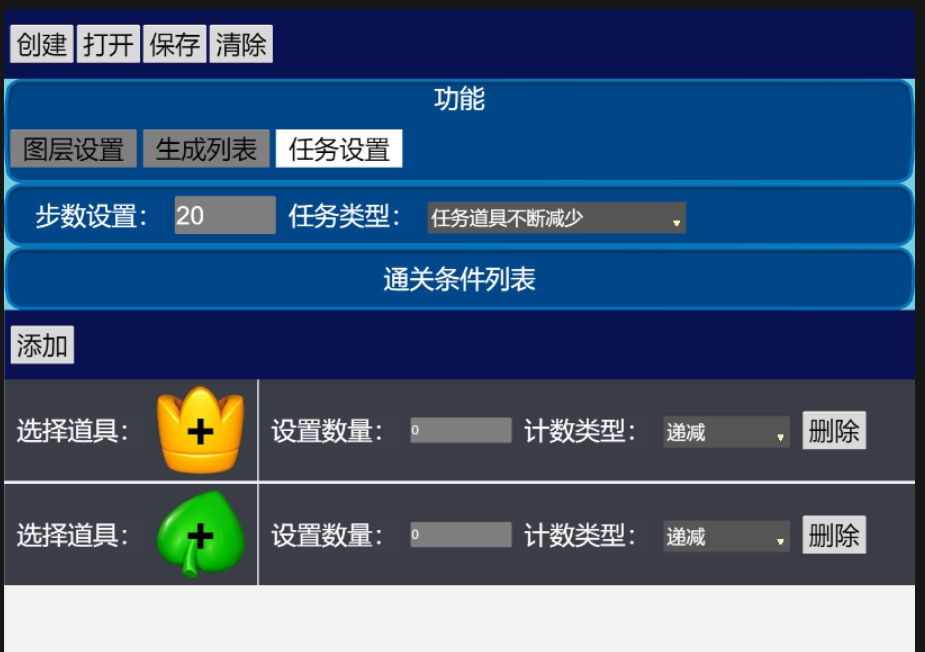 创建 打开 保存 清除
功能
图层设置 生成列表 任务设置
步数设置： 20 任务类型： 任务道具不断减少
通关条件列表
添加
选择道具： + 设置数量： 0 计数类型： 递减 删除
选择道具： + 设置数量： 0 计数类型： 递减 删除